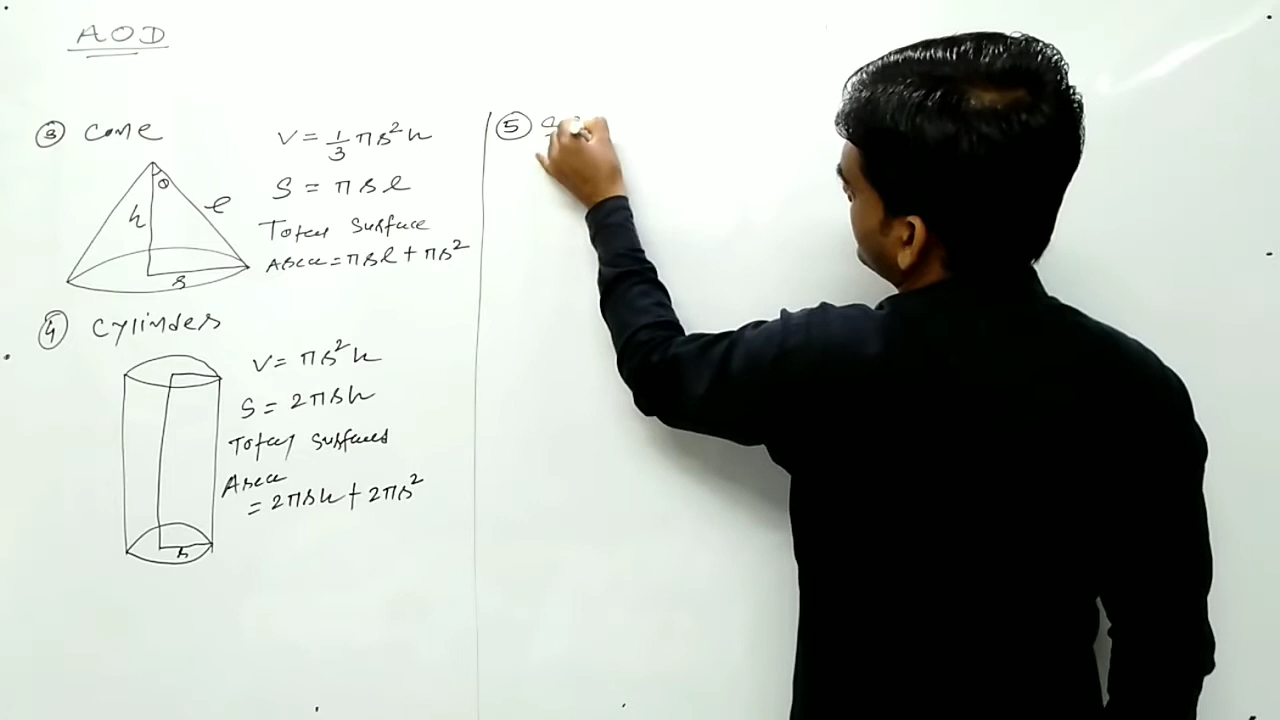 AOD
③ Cone
V = 1/3 πr²h
S = πrl
Total surface
Area = πrl + πr²
θ
h
l
r
④ Cylinder
V = πr²h
S = 2πrh
Total surface
Area
= 2πrh + 2πr²
r
⑤